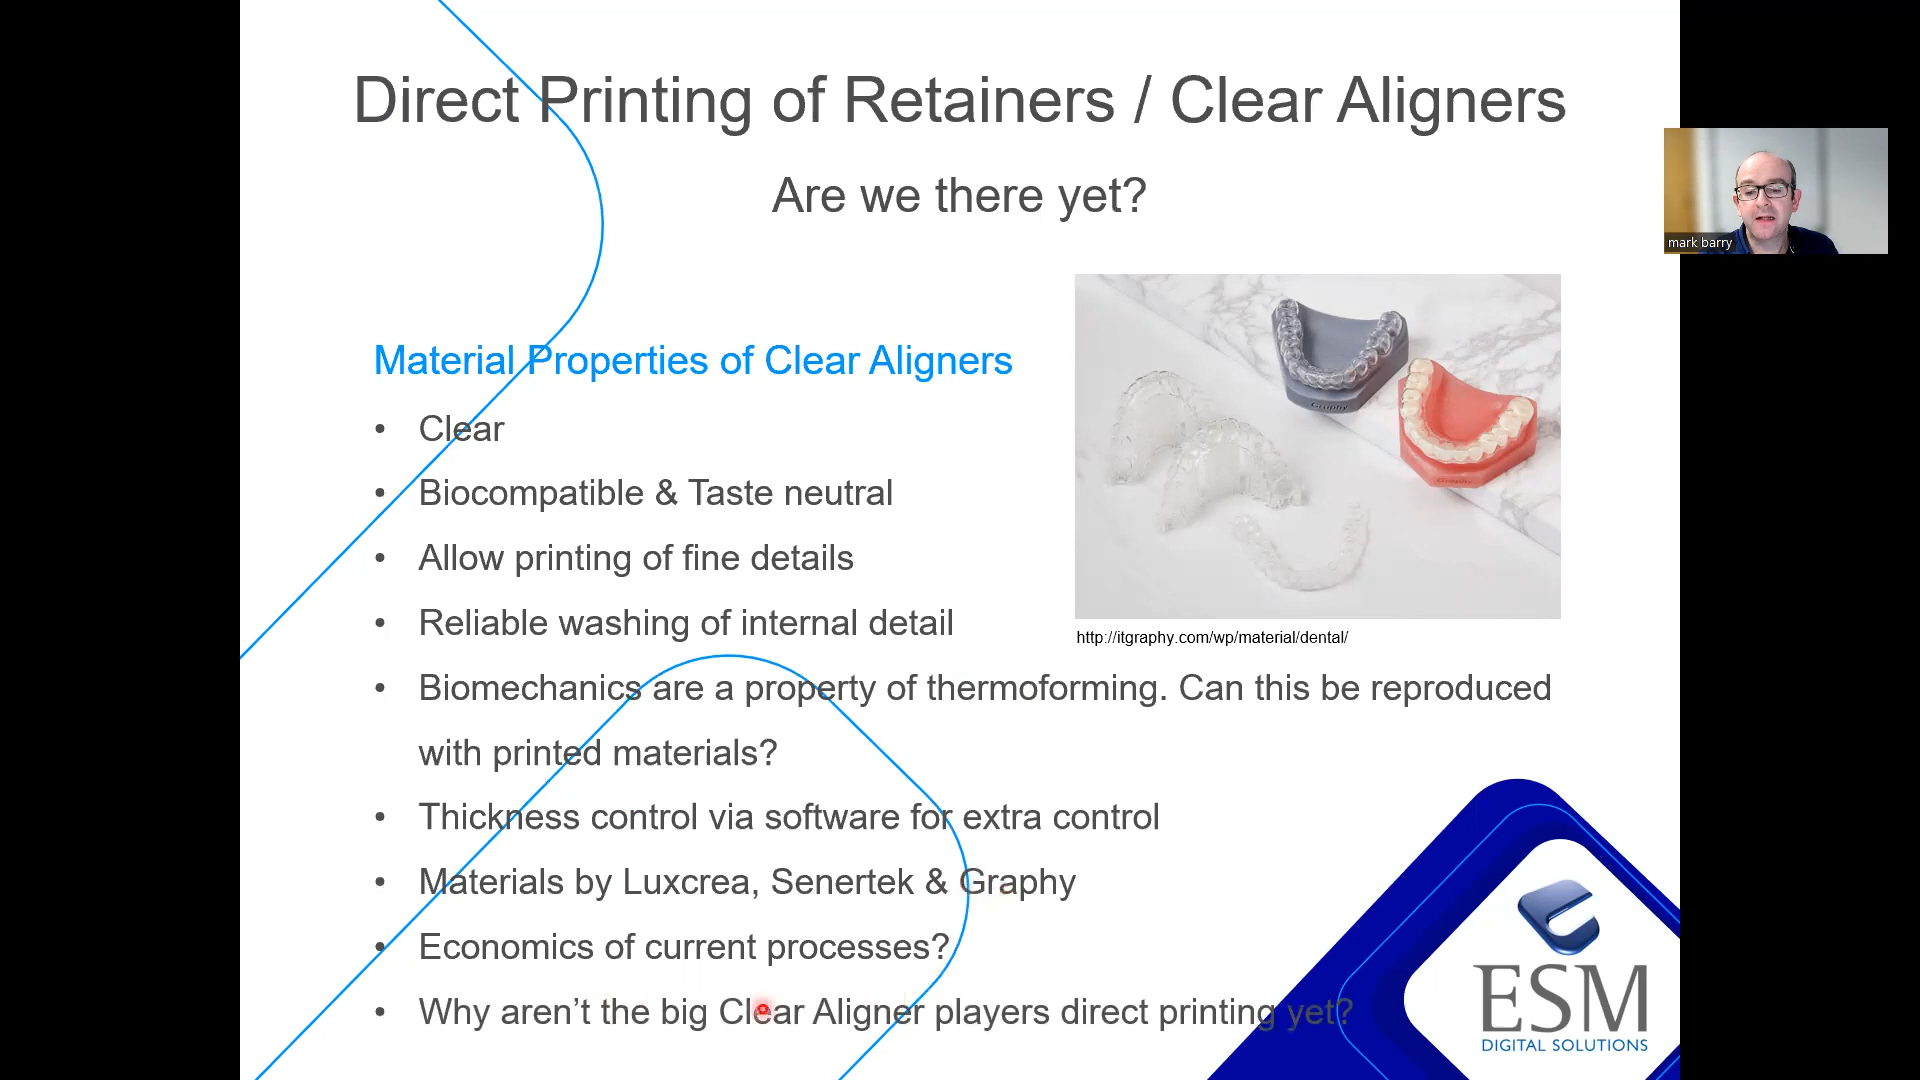 Direct Printing of Retainers / Clear Aligners
Are we there yet?
mark barry
Material Properties of Clear Aligners
• Clear
• Biocompatible & Taste neutral
• Allow printing of fine details
• Reliable washing of internal detail
• Biomechanics are a property of thermoforming. Can this be reproduced
with printed materials?
• Thickness control via software for extra control
• Materials by Luxcrea, Senertek & Graphy
• Economics of current processes?
• Why aren’t the big Clear Aligner players direct printing yet?
Graphy
http://itgraphy.com/wp/material/dental/
ESM
DIGITAL SOLUTIONS